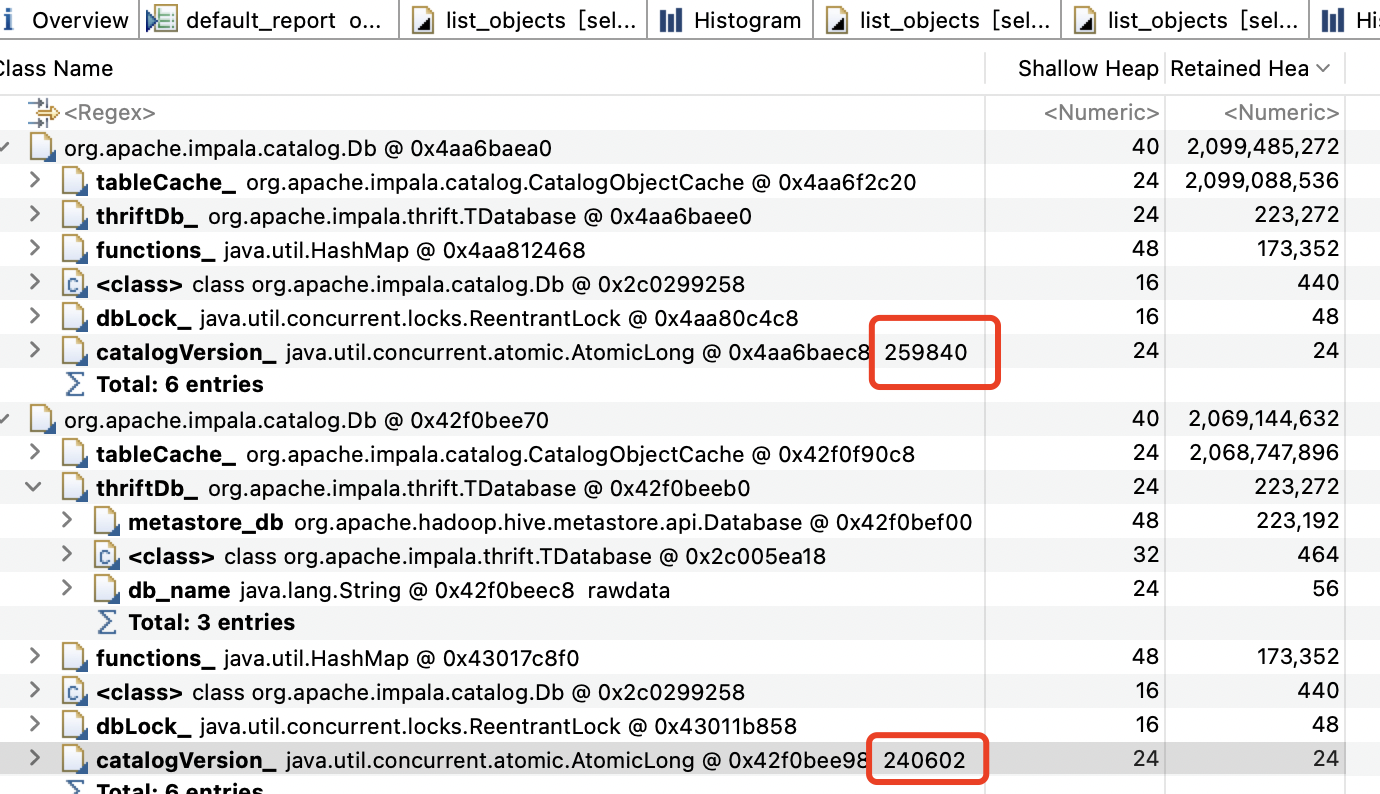 Overview default_report o... list_objects [sel... Histogram list_objects [sel... list_objects [sel...
Class Name Shallow Heap Retained Hea
<Regex> <Numeric> <Numeric>
org.apache.impala.catalog.Db @ 0x4aa6baea0 40 2,099,485,272
tableCache_ org.apache.impala.catalog.CatalogObjectCache @ 0x4aa6f2c20 24 2,099,088,536
thriftDb_ org.apache.impala.thrift.TDatabase @ 0x4aa6baee0 24 223,272
functions_ java.util.HashMap @ 0x4aa812468 48 173,352
<class> class org.apache.impala.catalog.Db @ 0x2c0299258 16 440
dbLock_ java.util.concurrent.locks.ReentrantLock @ 0x4aa80c4c8 16 48
catalogVersion_ java.util.concurrent.atomic.AtomicLong @ 0x4aa6baec8 259840 24 24
Total: 6 entries
org.apache.impala.catalog.Db @ 0x42f0bee70 40 2,069,144,632
tableCache_ org.apache.impala.catalog.CatalogObjectCache @ 0x42f0f90c8 24 2,068,747,896
thriftDb_ org.apache.impala.thrift.TDatabase @ 0x42f0beeb0 24 223,272
metastore_db org.apache.hadoop.hive.metastore.api.Database @ 0x42f0bef00 48 223,192
<class> class org.apache.impala.thrift.TDatabase @ 0x2c005ea18 32 464
db_name java.lang.String @ 0x42f0beec8 rawdata 24 56
Total: 3 entries
functions_ java.util.HashMap @ 0x43017c8f0 48 173,352
<class> class org.apache.impala.catalog.Db @ 0x2c0299258 16 440
dbLock_ java.util.concurrent.locks.ReentrantLock @ 0x43011b858 16 48
catalogVersion_ java.util.concurrent.atomic.AtomicLong @ 0x42f0bee98 240602 24 24
Total: 6 entries